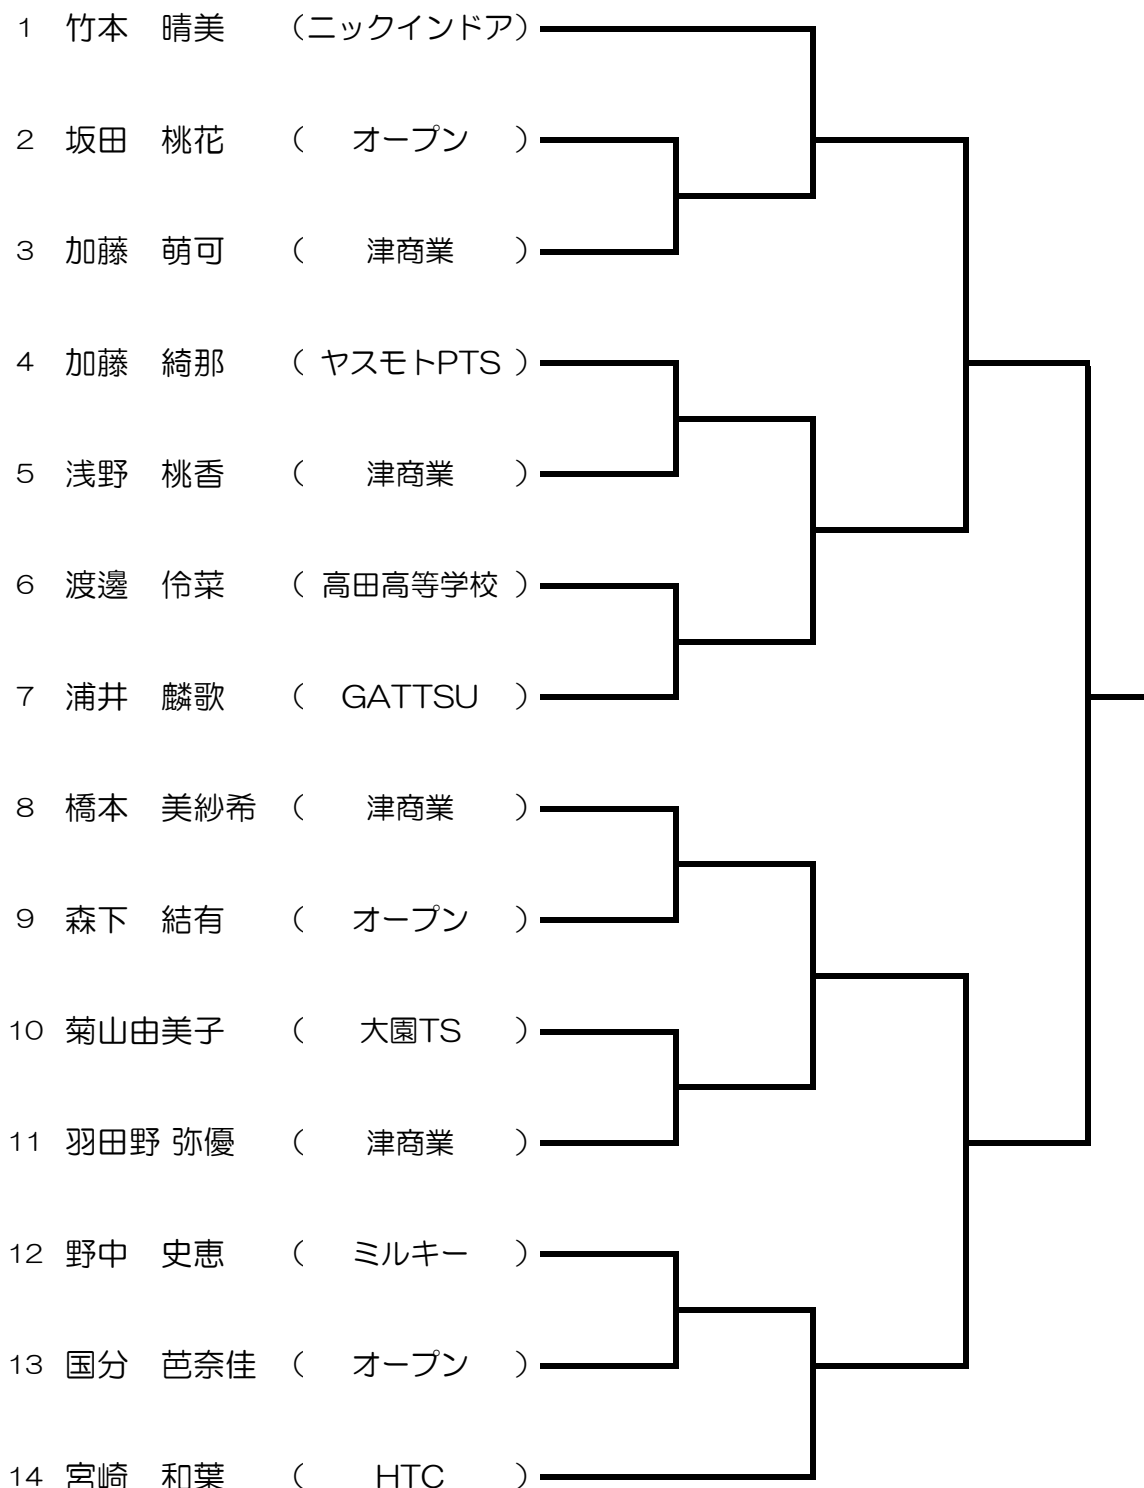 1 竹本　晴美 （ニックインドア）
2 坂田　桃花 （　オープン　）
3 加藤　萌可 （　津商業　）
4 加藤　綺那 （ ヤスモトPTS ）
5 浅野　桃香 （　津商業　）
6 渡邊　伶菜 （ 高田高等学校 ）
7 浦井　麟歌 （　GATTSU　）
8 橋本　美紗希 （　津商業　）
9 森下　結有 （　オープン　）
10 菊山由美子 （　大園TS　）
11 羽田野 弥優 （　津商業　）
12 野中　史恵 （　ミルキー　）
13 国分　芭奈佳 （　オープン　）
14 宮崎　和葉 （　HTC　）